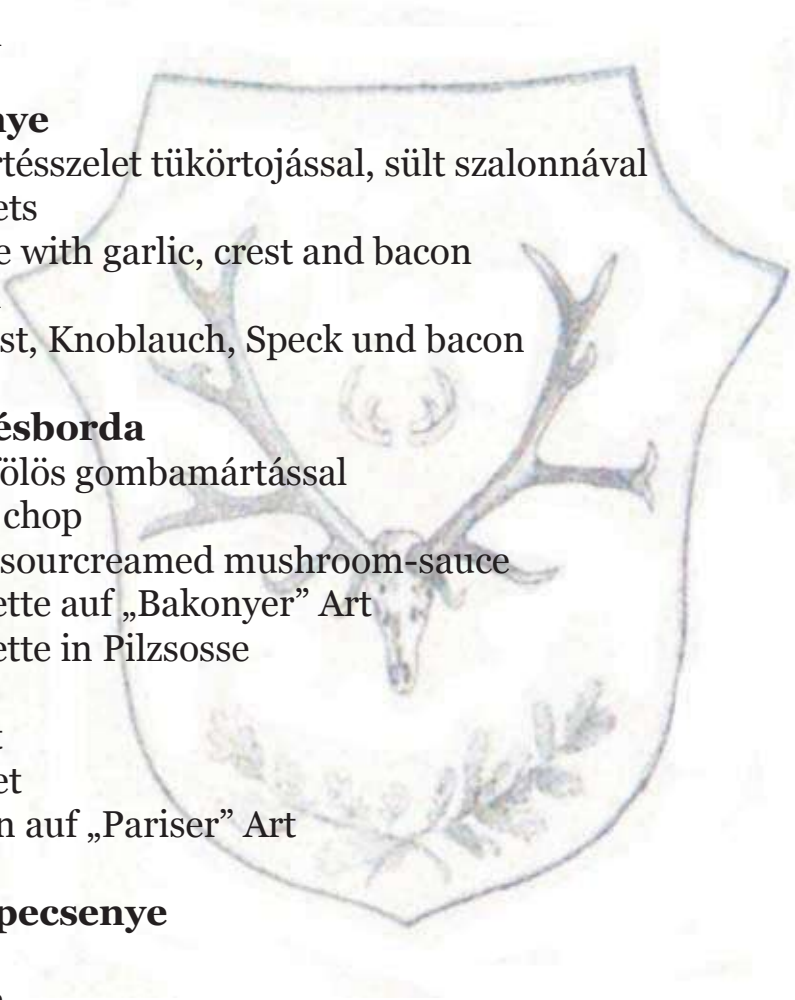 nye
rtésszelet tükörtojással, sült szalonnával
ets
e with garlic, crest and bacon
st, Knoblauch, Speck und bacon
ésborda
fölös gombamártással
chop
sourcreamed mushroom-sauce
ette auf „Bakonyer” Art
ette in Pilzsosse
t
et
n auf „Pariser” Art
pecsenye